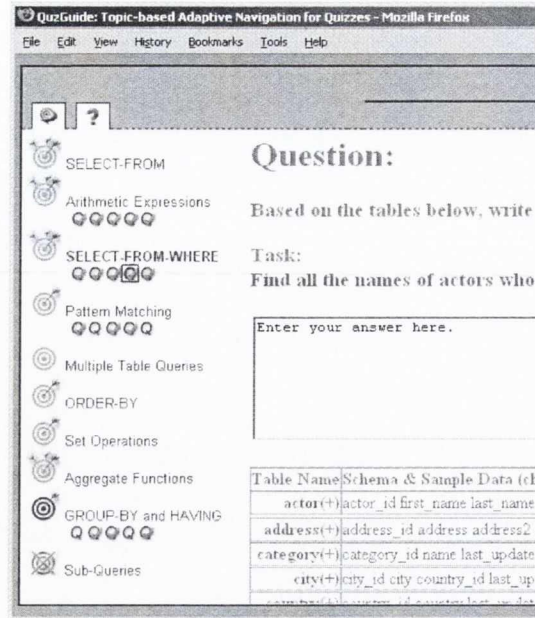 QuzGuide: Topic-based Adaptive Navigation for Quizzes - Mozilla Firefox
File Edit View History Bookmarks Tools Help
?
SELECT-FROM
Arithmetic Expressions
Q Q Q Q Q
SELECT-FROM-WHERE
Q Q Q Q Q
Pattern Matching
Q Q Q Q Q
Multiple Table Queries
ORDER-BY
Set Operations
Aggregate Functions
GROUP-BY and HAVING
Q Q Q Q Q
Sub-Queries
Question:
Based on the tables below, write
Task:
Find all the names of actors who
Enter your answer here.
Table Name Schema & Sample Data (cl
actor(+) actor_id first_name last_name
address(+) address_id address address2
category(+) category_id name last_update
city(+) city_id city country_id last_up